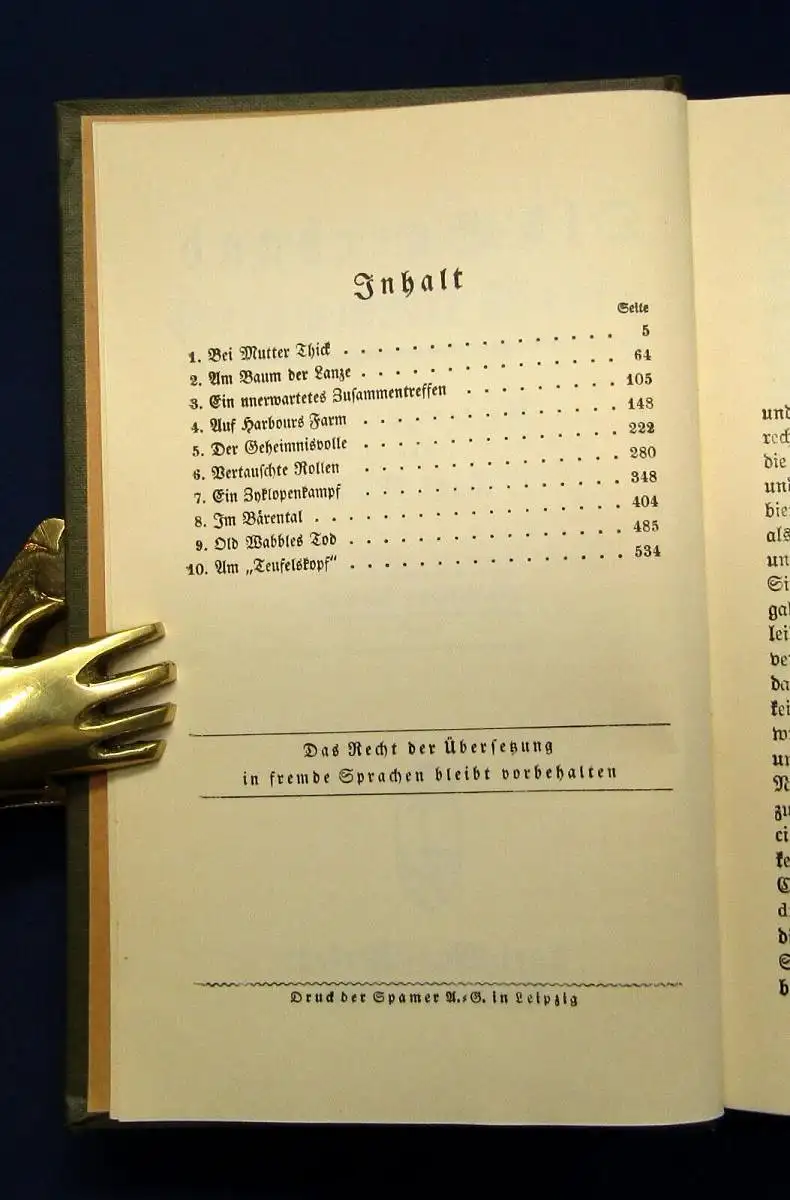 Inhalt
Seite
1. Bei Mutter Thick . . . . . . . . . . . . . . . . 5
2. Am Baum der Lanze . . . . . . . . . . . . . . 64
3. Ein unerwartetes Zusammentreffen . . . . . . . . 105
4. Auf Harbours Farm . . . . . . . . . . . . . . 148
5. Der Geheimnisvolle . . . . . . . . . . . . . . 222
6. Vertauschte Rollen . . . . . . . . . . . . . . 280
7. Ein Zyklopenkampf . . . . . . . . . . . . . . 348
8. Im Bärental . . . . . . . . . . . . . . . . . 404
9. Old Wabbles Tod . . . . . . . . . . . . . . . 485
10. Am „Teufelskopf“ . . . . . . . . . . . . . . . 534
Das Recht der Übersetzung
in fremde Sprachen bleibt vorbehalten
Druck der Spamer A.-G. in Leipzig
und
die
als